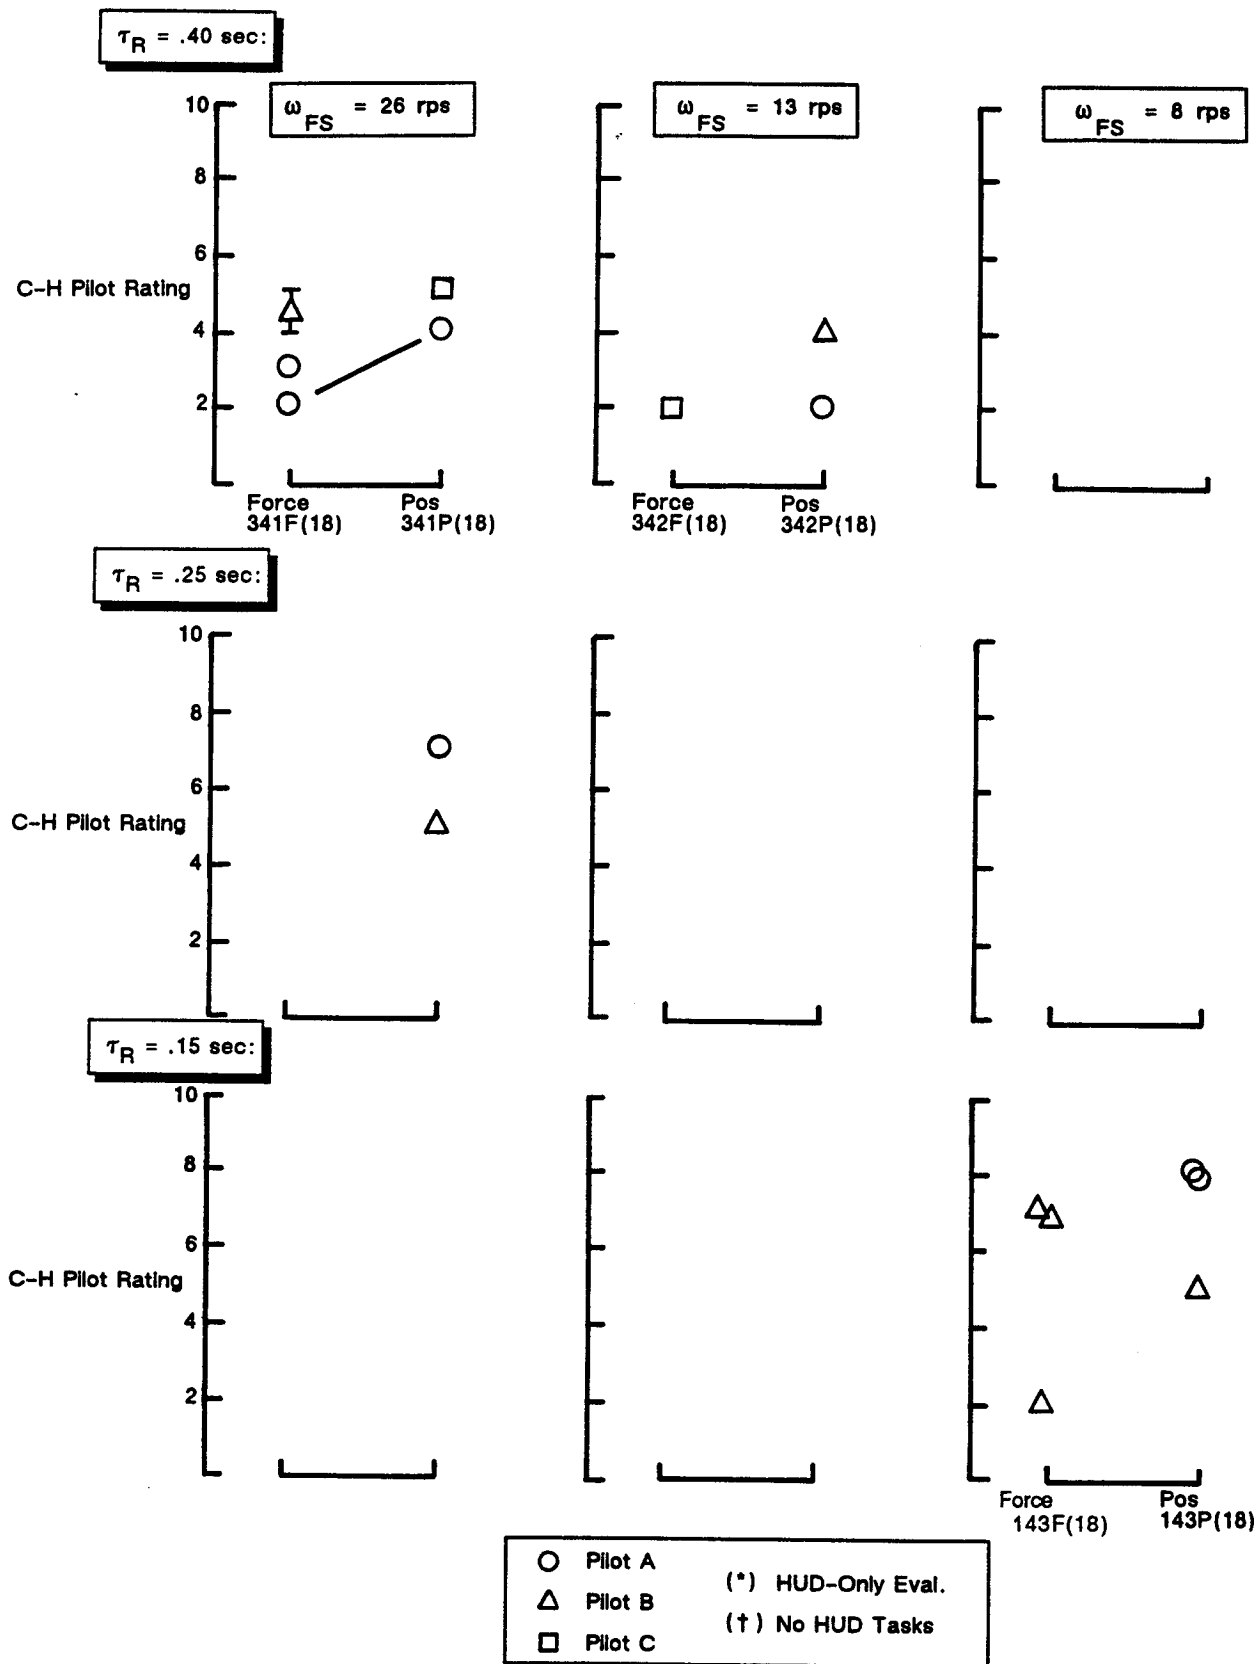 τR = .40 sec:
ωFS = 26 rps
ωFS = 13 rps
ωFS = 8 rps
10
8
6
C-H Pilot Rating
4
2
Force
341F(18)
Pos
341P(18)
Force
342F(18)
Pos
342P(18)
τR = .25 sec:
10
8
6
C-H Pilot Rating
4
2
τR = .15 sec:
10
8
6
C-H Pilot Rating
4
2
Force
143F(18)
Pos
143P(18)
Pilot A
Pilot B
Pilot C
(*) HUD-Only Eval.
(†) No HUD Tasks